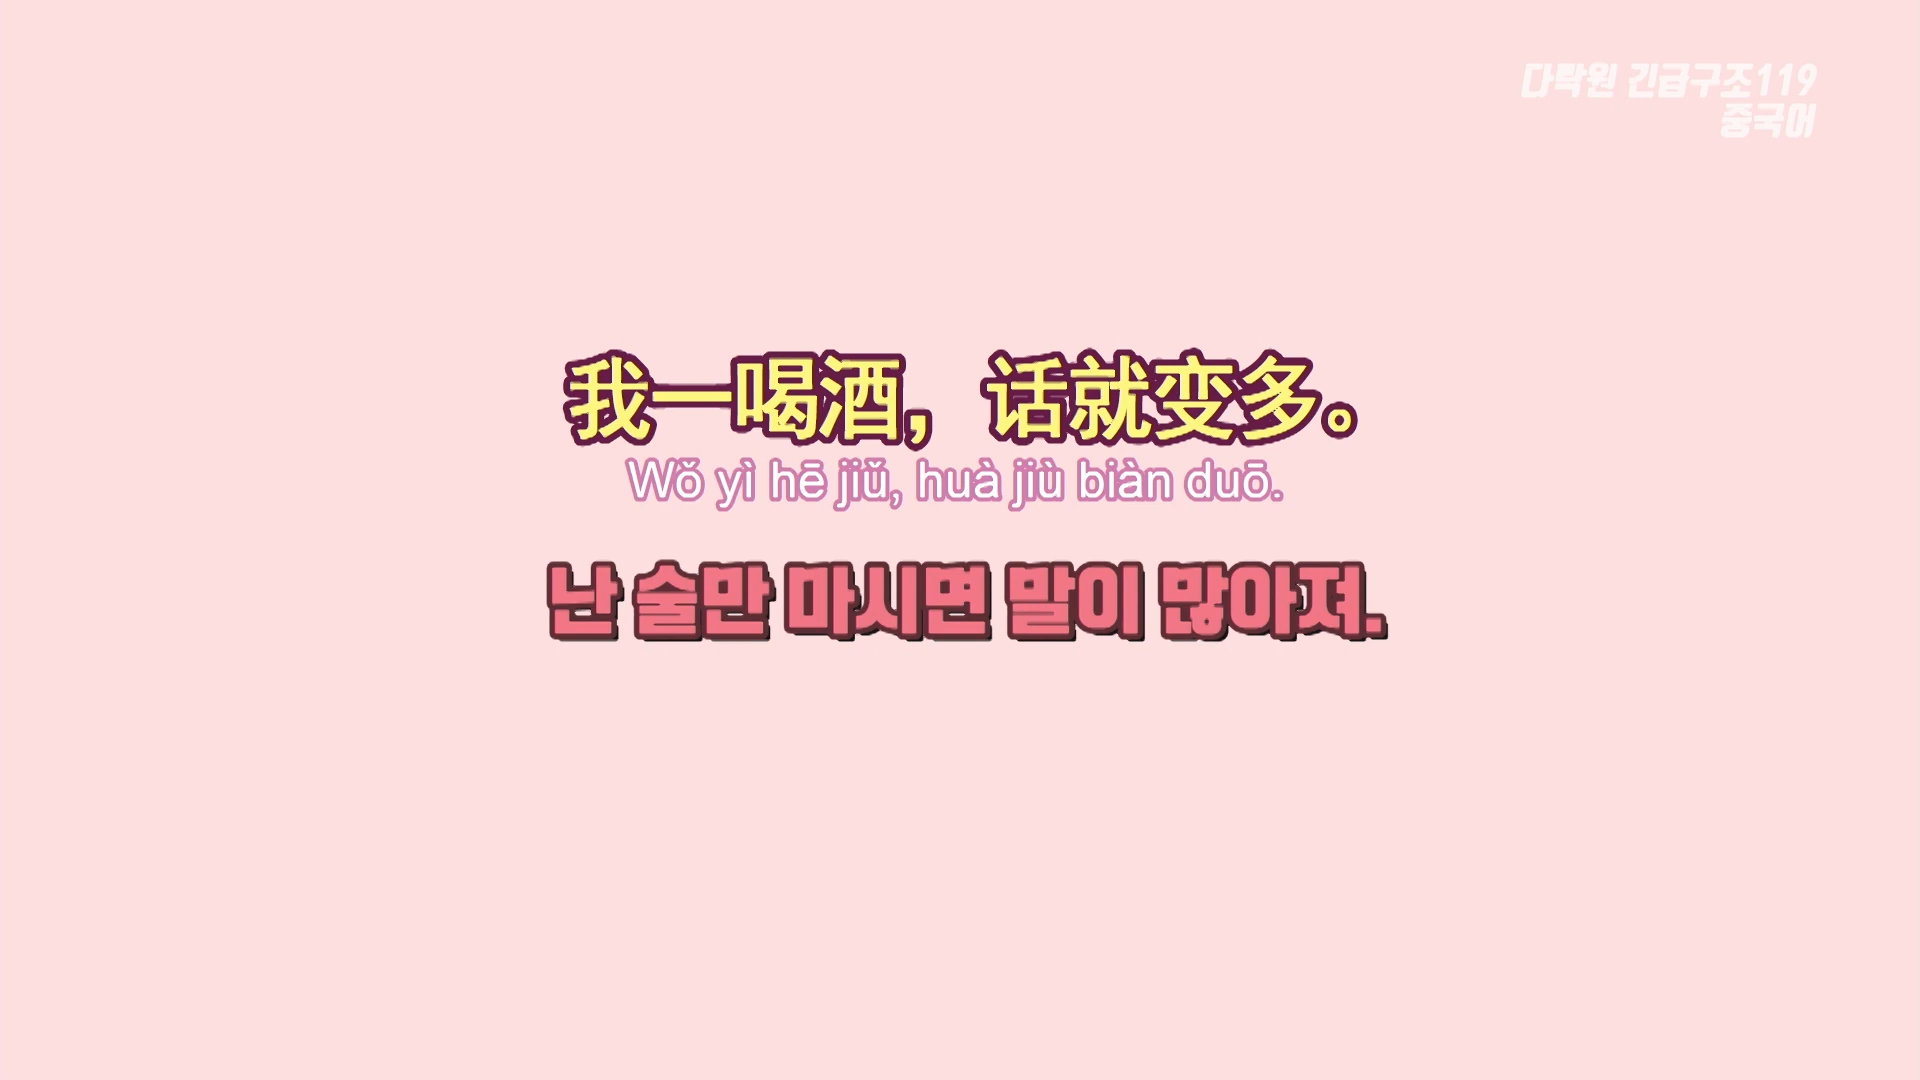 다락원 긴급구조119
중국어
我一喝酒，话就变多。
Wǒ yì hē jiǔ, huà jiù biàn duō.
난 술만 마시면 말이 많아져.